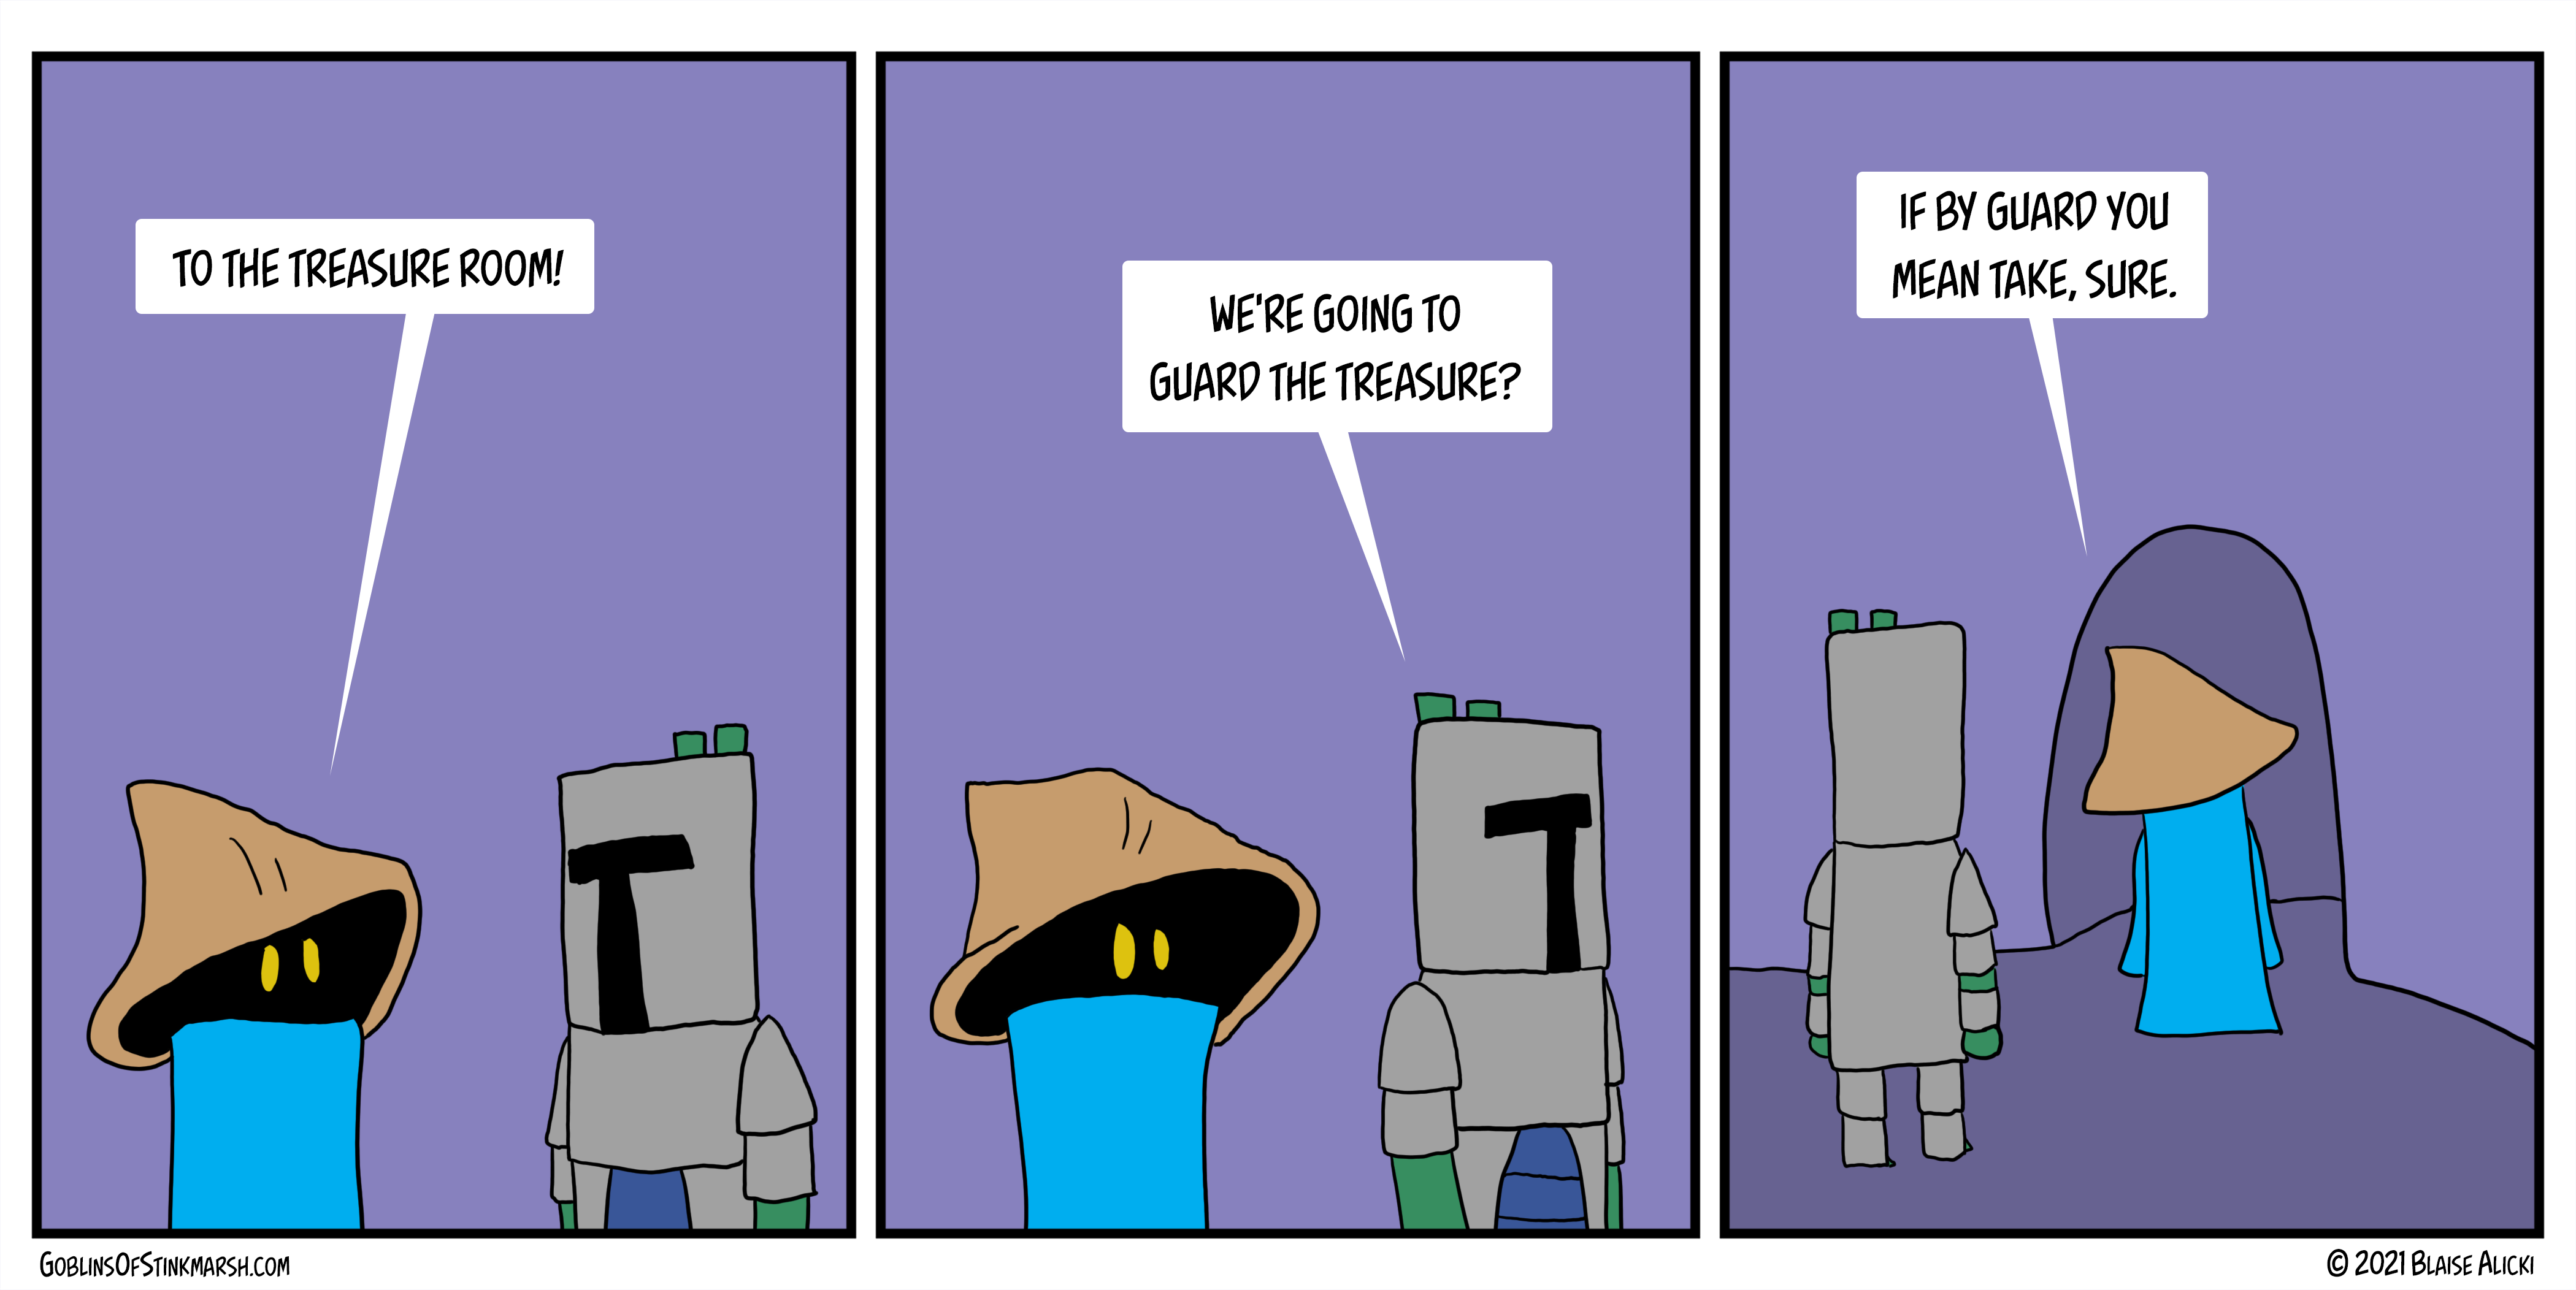 TO THE TREASURE ROOM!
WE'RE GOING TO
GUARD THE TREASURE?
IF BY GUARD YOU
MEAN TAKE, SURE.
GOBLINSOFSTINKMARSH.COM
© 2021 BLAISE ALICKI